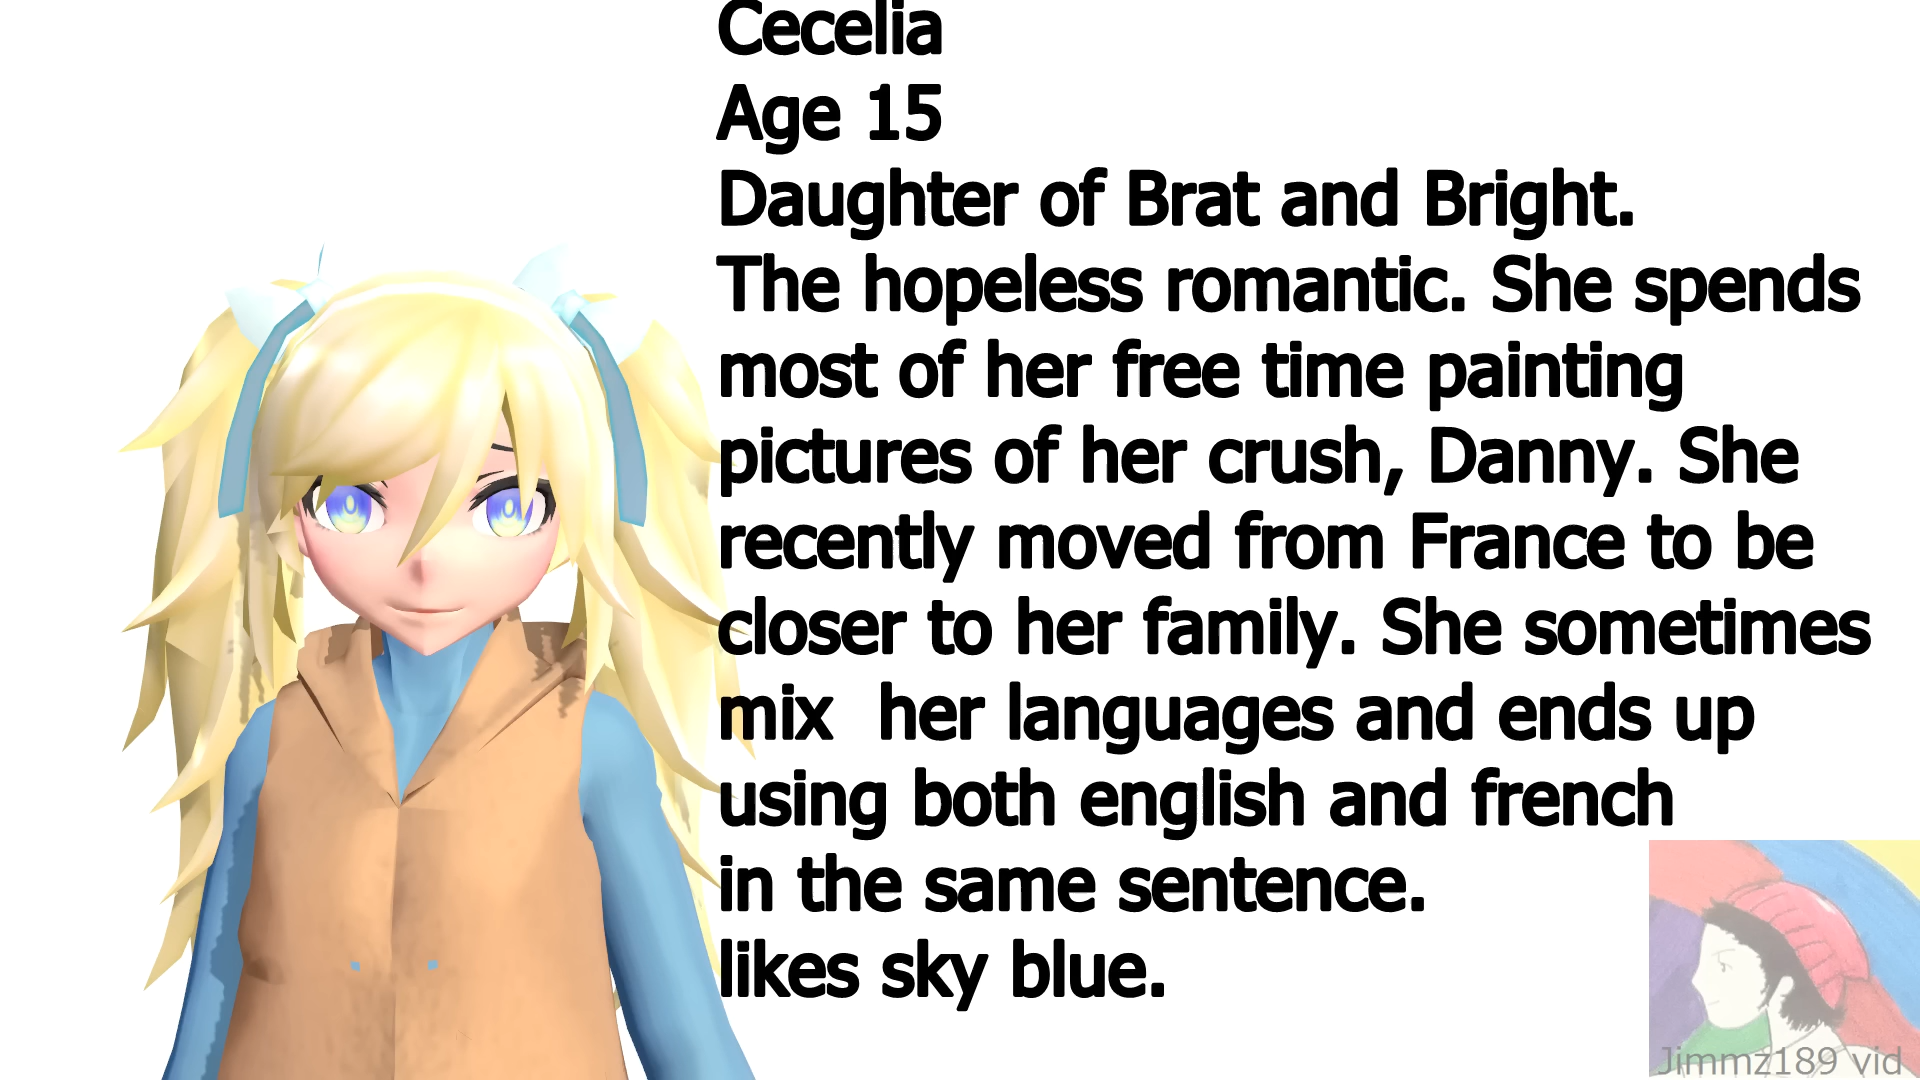 Cecelia
Age 15
Daughter of Brat and Bright.
The hopeless romantic. She spends
most of her free time painting
pictures of her crush, Danny. She
recently moved from France to be
closer to her family. She sometimes
mix  her languages and ends up
using both english and french
in the same sentence.
likes sky blue.
Jimmz189 vid